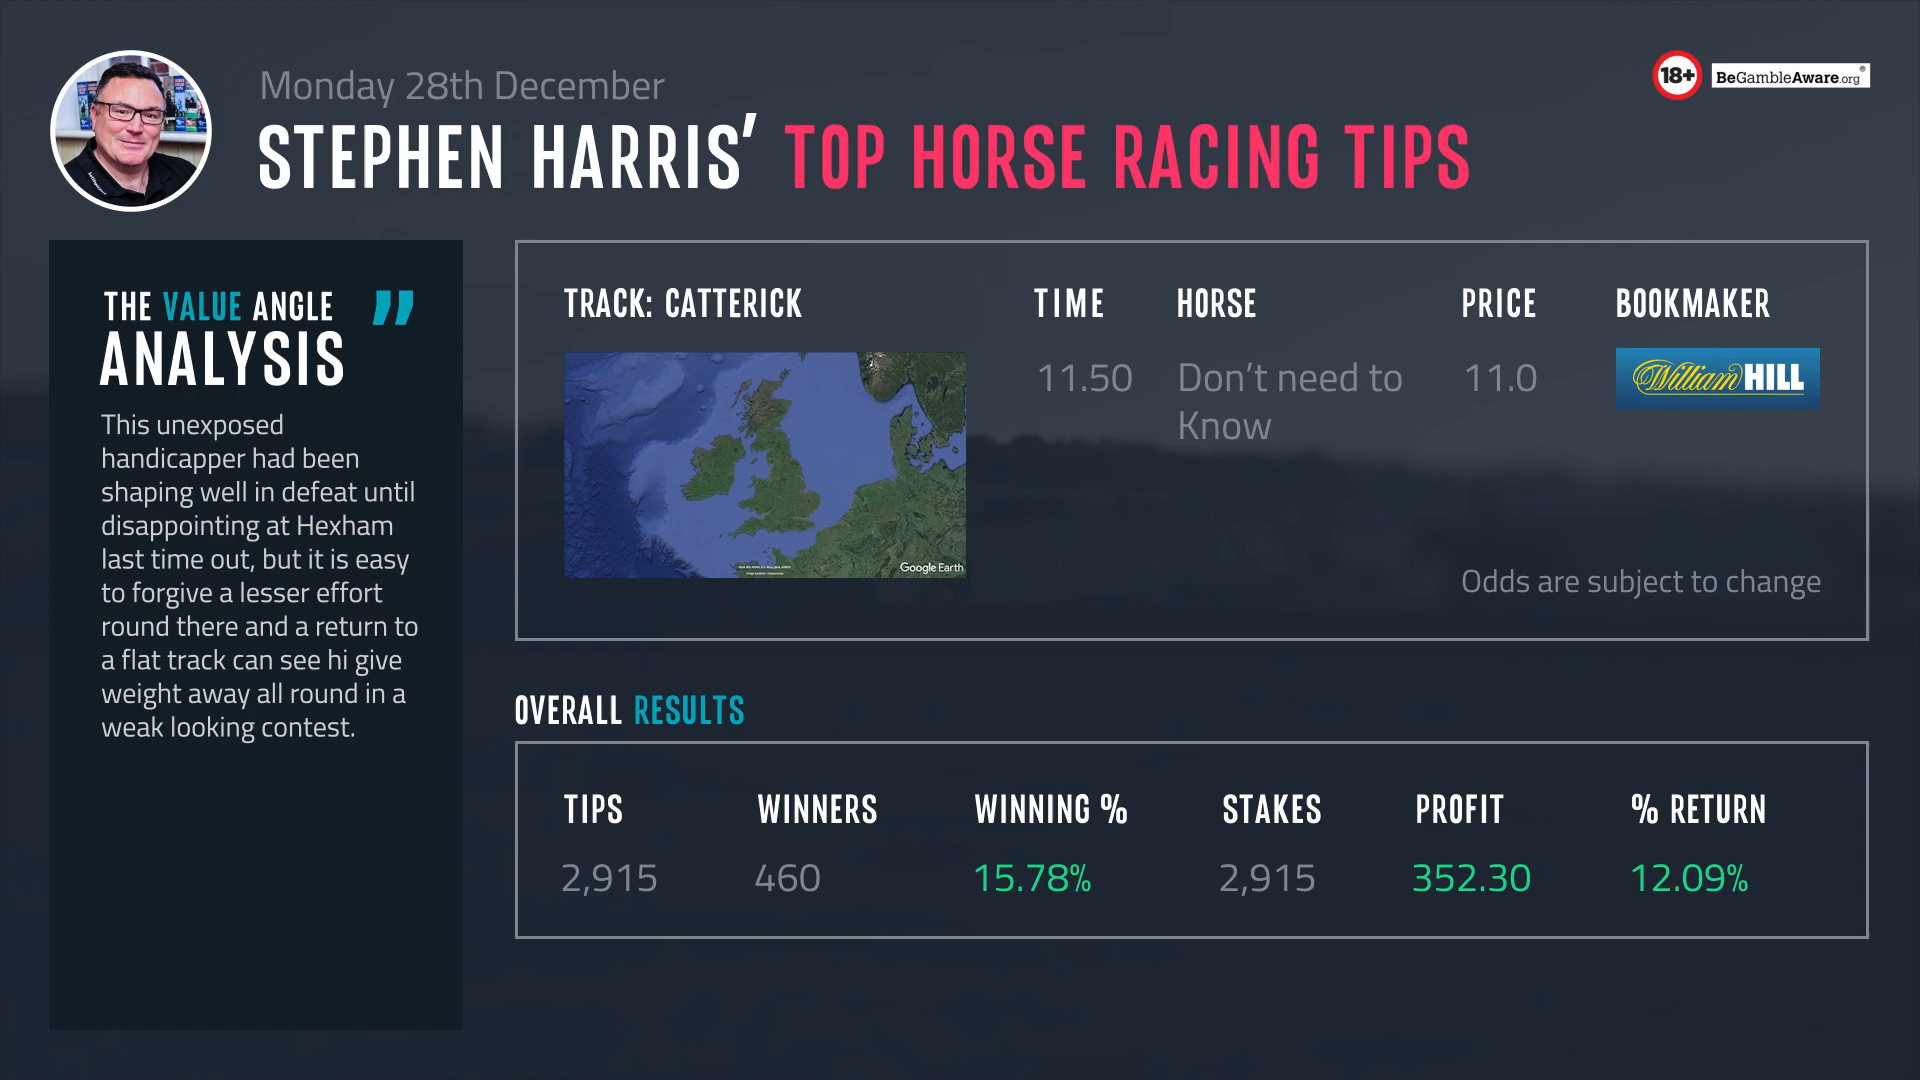 Monday 28th December
STEPHEN HARRIS' TOP HORSE RACING TIPS
18+
BeGambleAware.org®
THE VALUE ANGLE
ANALYSIS
"
This unexposed
handicapper had been
shaping well in defeat until
disappointing at Hexham
last time out, but it is easy
to forgive a lesser effort
round there and a return to
a flat track can see hi give
weight away all round in a
weak looking contest.
TRACK: CATTERICK
TIME
HORSE
PRICE
BOOKMAKER
11.50
Don't need to
Know
11.0
William HILL
Google Earth
Odds are subject to change
OVERALL RESULTS
TIPS
WINNERS
WINNING %
STAKES
PROFIT
% RETURN
2,915
460
15.78%
2,915
352.30
12.09%